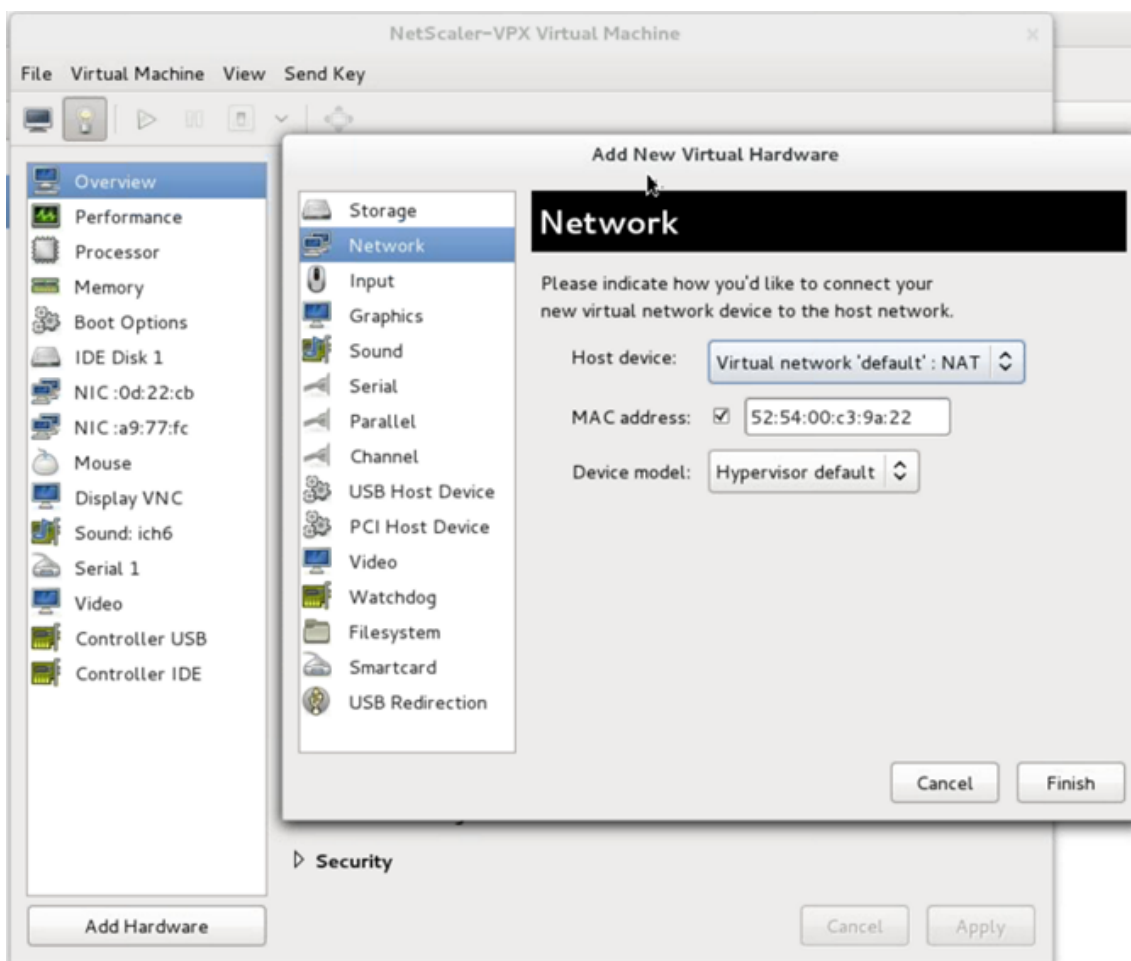 NetScaler-VPX Virtual Machine
File Virtual Machine View Send Key
Overview
Performance
Processor
Memory
Boot Options
IDE Disk 1
NIC :0d:22:cb
NIC :a9:77:fc
Mouse
Display VNC
Sound: ich6
Serial 1
Video
Controller USB
Controller IDE
Add Hardware
Add New Virtual Hardware
Storage
Network
Input
Graphics
Sound
Serial
Parallel
Channel
USB Host Device
PCI Host Device
Video
Watchdog
Filesystem
Smartcard
USB Redirection
Network
Please indicate how you'd like to connect your
new virtual network device to the host network.
Host device: Virtual network 'default' : NAT
MAC address: 52:54:00:c3:9a:22
Device model: Hypervisor default
Cancel Finish
Security
Cancel Apply